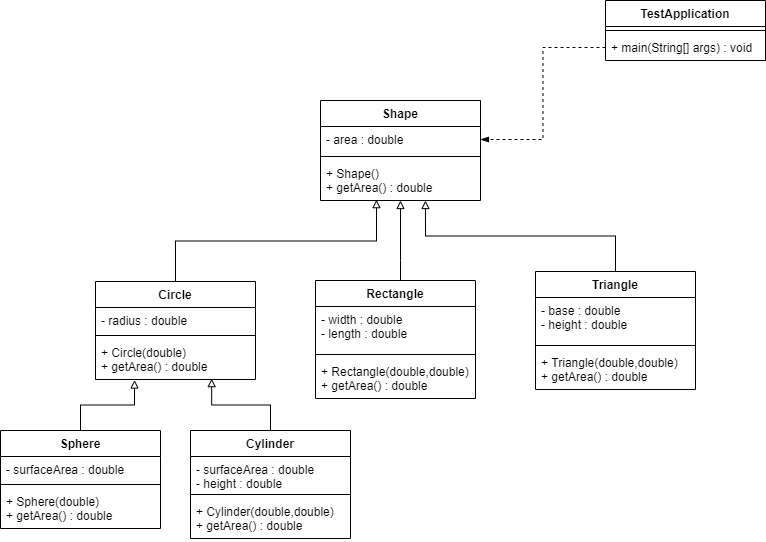 TestApplication
+ main(String[] args) : void
Shape
- area : double
+ Shape()
+ getArea() : double
Circle
- radius : double
+ Circle(double)
+ getArea() : double
Rectangle
- width : double
- length : double
+ Rectangle(double,double)
+ getArea() : double
Triangle
- base : double
- height : double
+ Triangle(double,double)
+ getArea() : double
Sphere
- surfaceArea : double
+ Sphere(double)
+ getArea() : double
Cylinder
- surfaceArea : double
- height : double
+ Cylinder(double,double)
+ getArea() : double